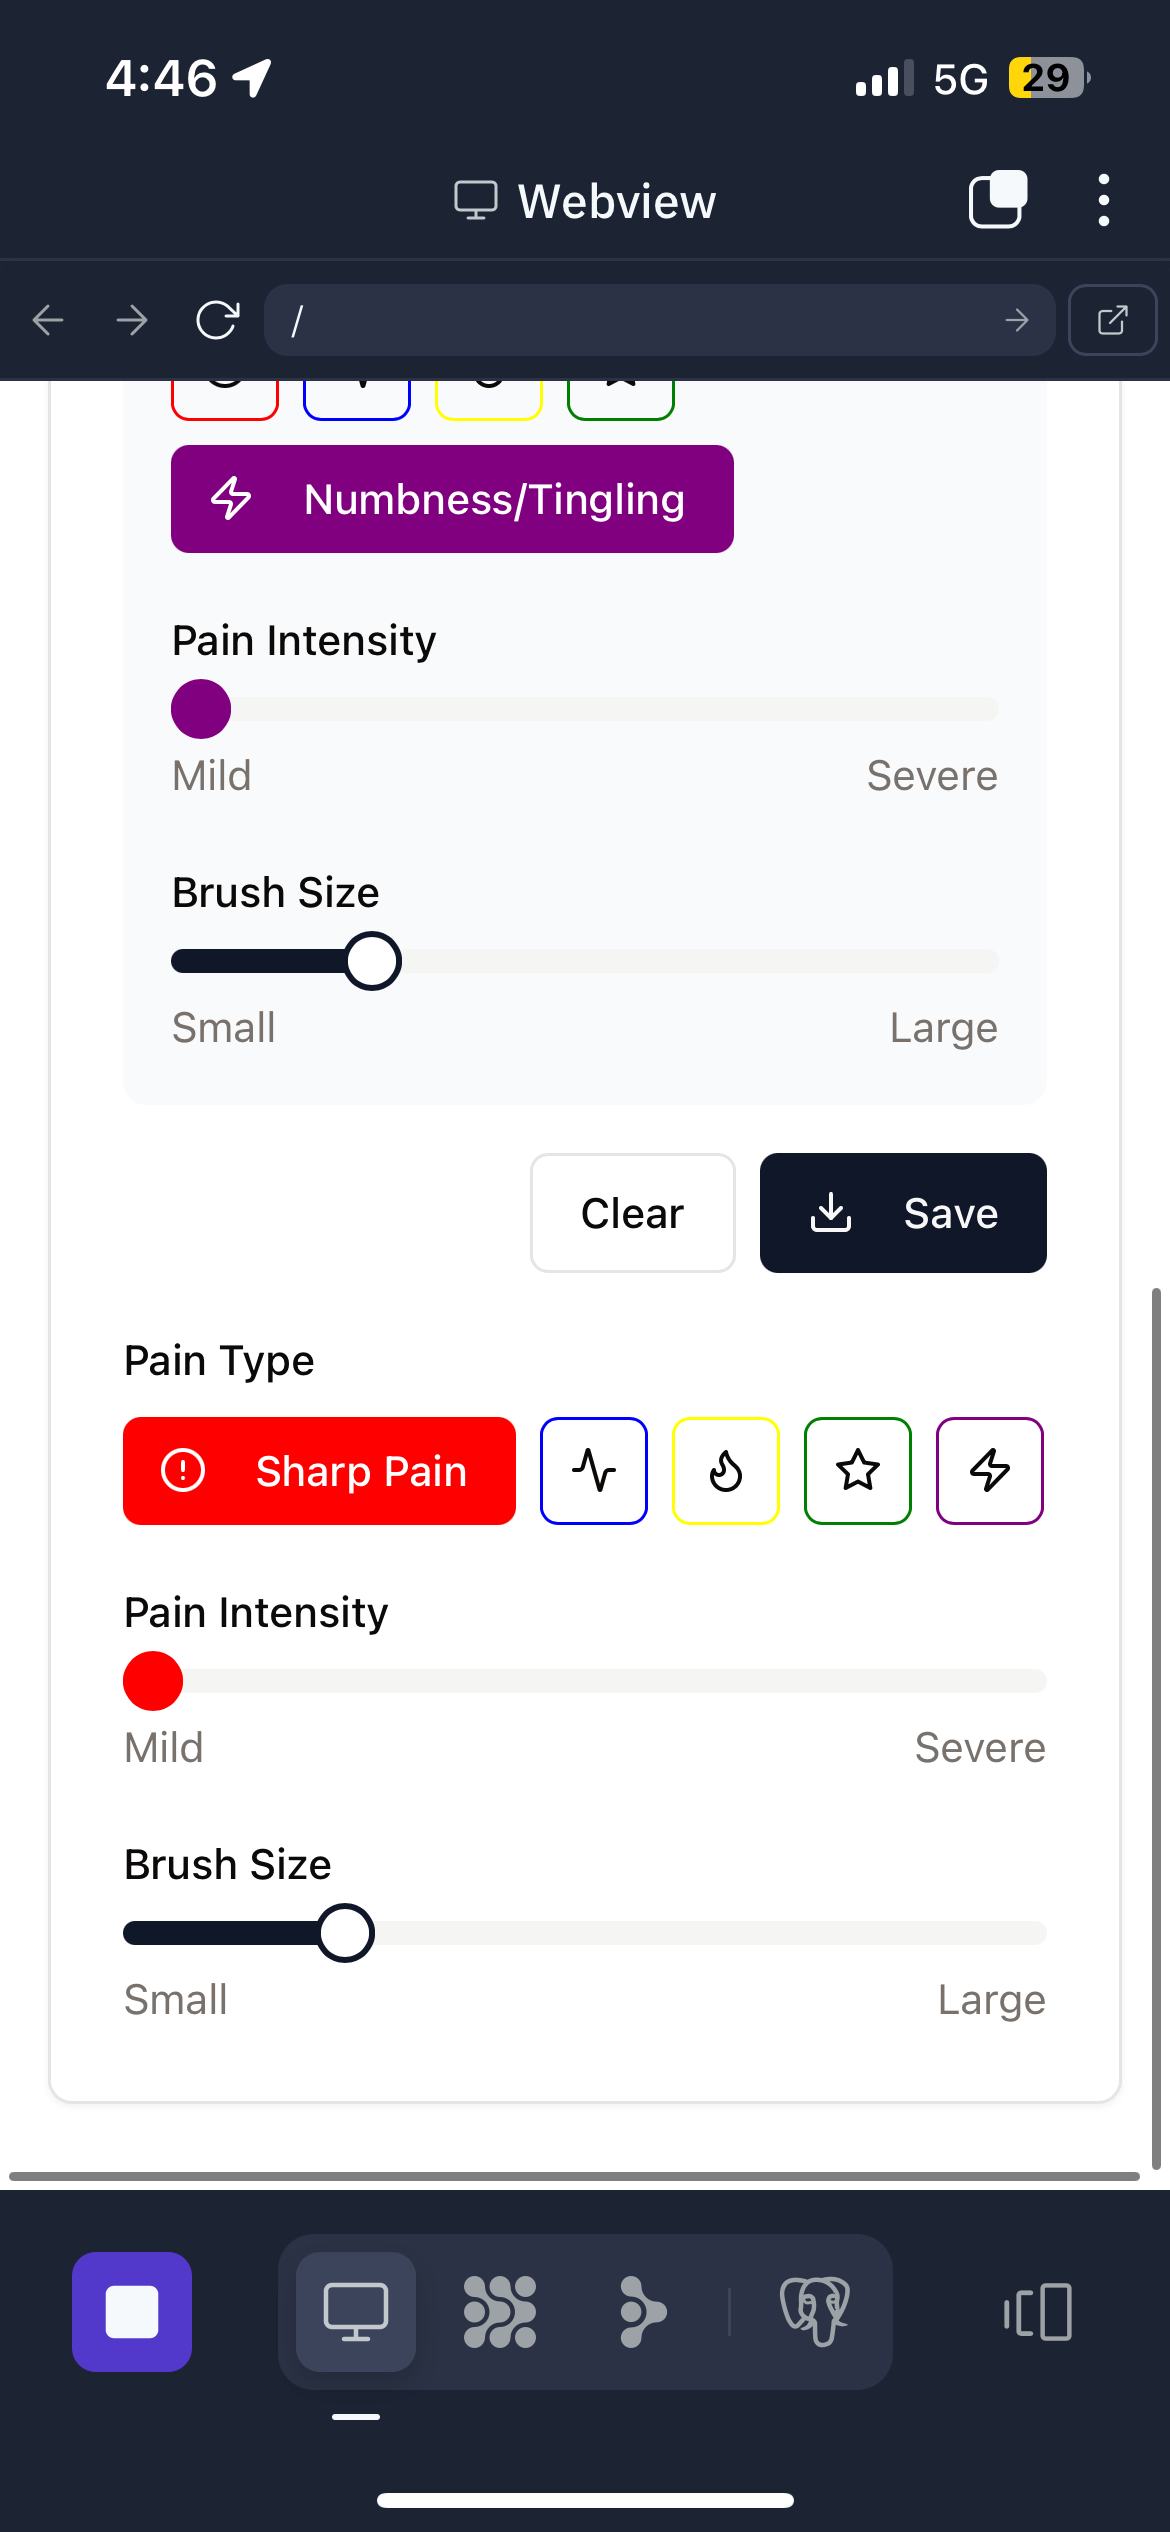 4:46
5G
29
Webview
/
Numbness/Tingling
Pain Intensity
Mild
Severe
Brush Size
Small
Large
Clear
Save
Pain Type
Sharp Pain
Pain Intensity
Mild
Severe
Brush Size
Small
Large